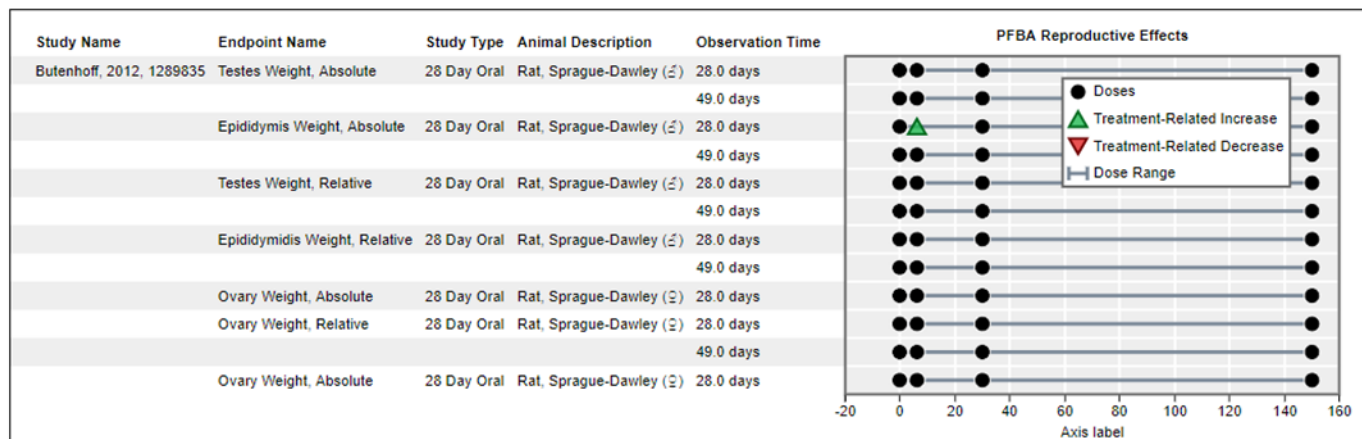 PFBA Reproductive Effects
Study Name Endpoint Name Study Type Animal Description Observation Time
Butenhoff, 2012, 1289835 Testes Weight, Absolute 28 Day Oral Rat, Sprague-Dawley (♂) 28.0 days
49.0 days
Epididymis Weight, Absolute 28 Day Oral Rat, Sprague-Dawley (♂) 28.0 days
49.0 days
Testes Weight, Relative 28 Day Oral Rat, Sprague-Dawley (♂) 28.0 days
49.0 days
Epididymidis Weight, Relative 28 Day Oral Rat, Sprague-Dawley (♂) 28.0 days
49.0 days
Ovary Weight, Absolute 28 Day Oral Rat, Sprague-Dawley (♀) 28.0 days
Ovary Weight, Relative 28 Day Oral Rat, Sprague-Dawley (♀) 28.0 days
49.0 days
Ovary Weight, Absolute 28 Day Oral Rat, Sprague-Dawley (♀) 28.0 days
Doses
Treatment-Related Increase
Treatment-Related Decrease
Dose Range
-20 0 20 40 60 80 100 120 140 160
Axis label